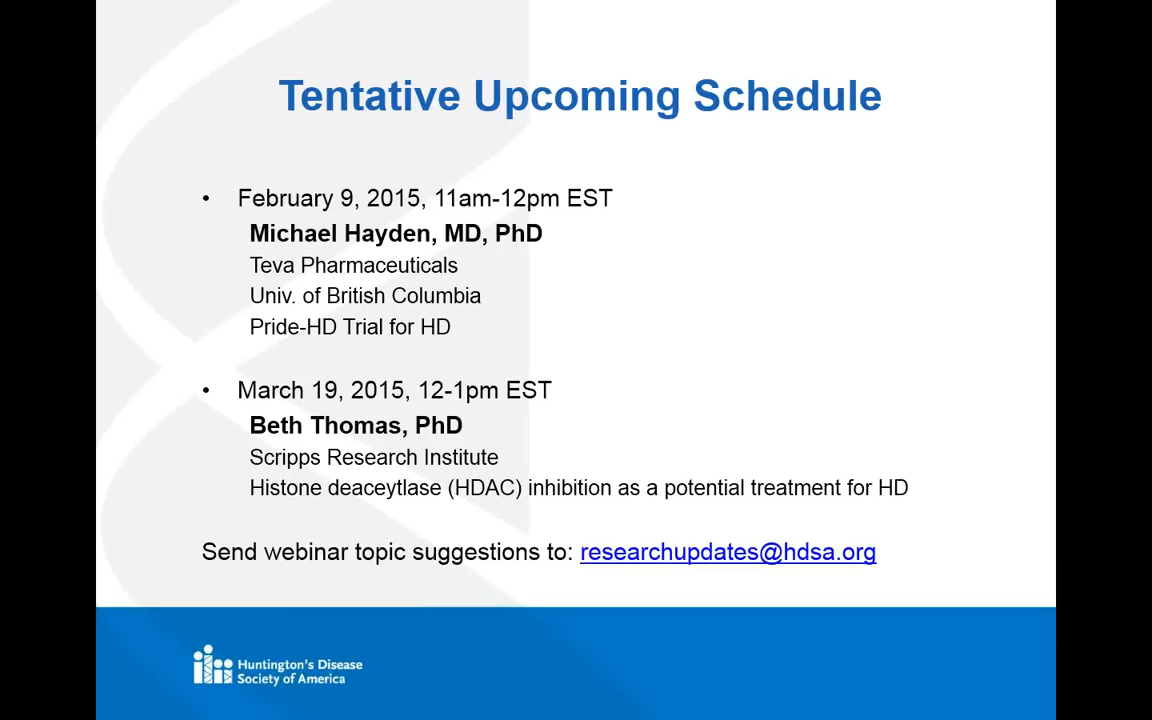 Tentative Upcoming Schedule
• February 9, 2015, 11am-12pm EST
Michael Hayden, MD, PhD
Teva Pharmaceuticals
Univ. of British Columbia
Pride-HD Trial for HD
• March 19, 2015, 12-1pm EST
Beth Thomas, PhD
Scripps Research Institute
Histone deaceytlase (HDAC) inhibition as a potential treatment for HD
Send webinar topic suggestions to: researchupdates@hdsa.org
Huntington's Disease
Society of America